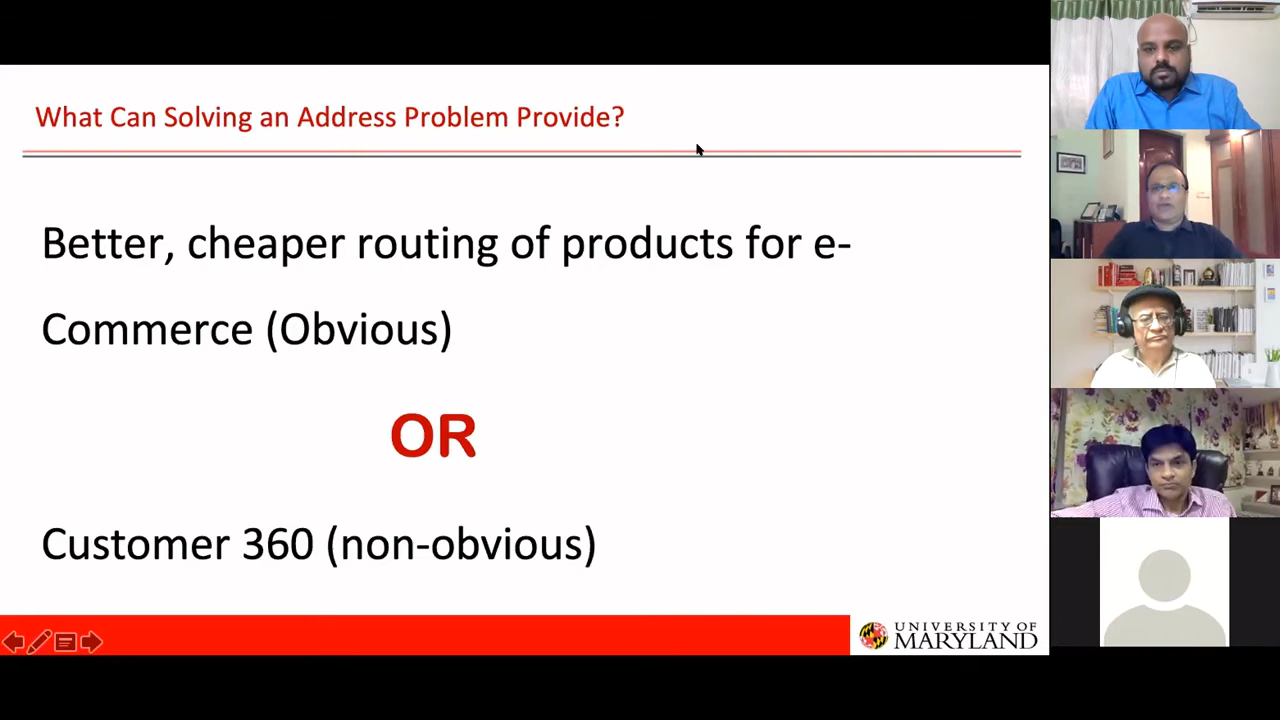 What Can Solving an Address Problem Provide?
Better, cheaper routing of products for e-
Commerce (Obvious)
OR
Customer 360 (non-obvious)
UNIVERSITY OF
MARYLAND